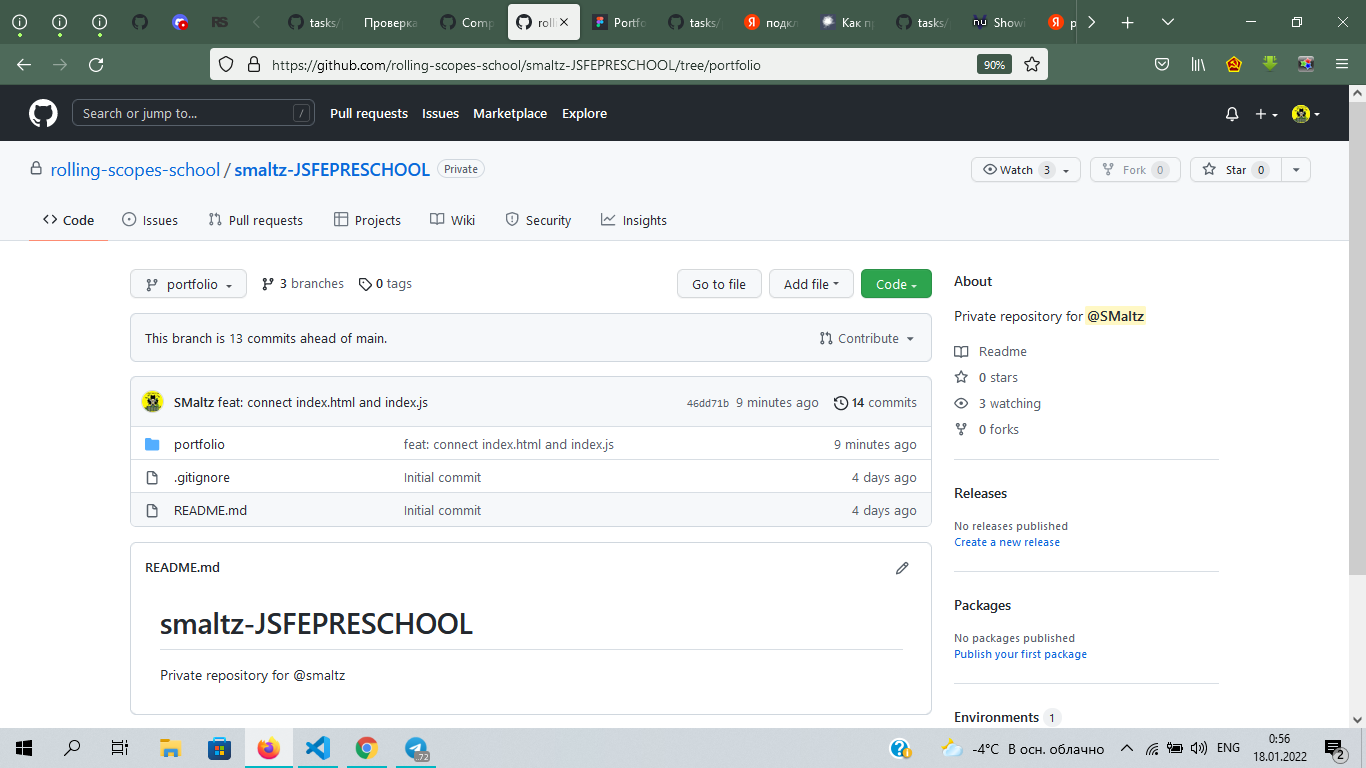 RS tasks/ Проверка Comp roll Portfo tasks/ Я подкл Как пр tasks/ nu Showi Я р
https://github.com/rolling-scopes-school/smaltz-JSFEPRESCHOOL/tree/portfolio 90%
Search or jump to... / Pull requests Issues Marketplace Explore
rolling-scopes-school / smaltz-JSFEPRESCHOOL Private Watch 3 Fork 0 Star 0
Code Issues Pull requests Projects Wiki Security Insights
portfolio 3 branches 0 tags Go to file Add file Code
This branch is 13 commits ahead of main. Contribute
SMaltz feat: connect index.html and index.js 46dd71b 9 minutes ago 14 commits
portfolio feat: connect index.html and index.js 9 minutes ago
.gitignore Initial commit 4 days ago
README.md Initial commit 4 days ago
README.md
smaltz-JSFEPRESCHOOL
Private repository for @smaltz
About
Private repository for @SMaltz
Readme
0 stars
3 watching
0 forks
Releases
No releases published
Create a new release
Packages
No packages published
Publish your first package
Environments 1
72 -4°C В осн. облачно ENG 0:56
18.01.2022 2